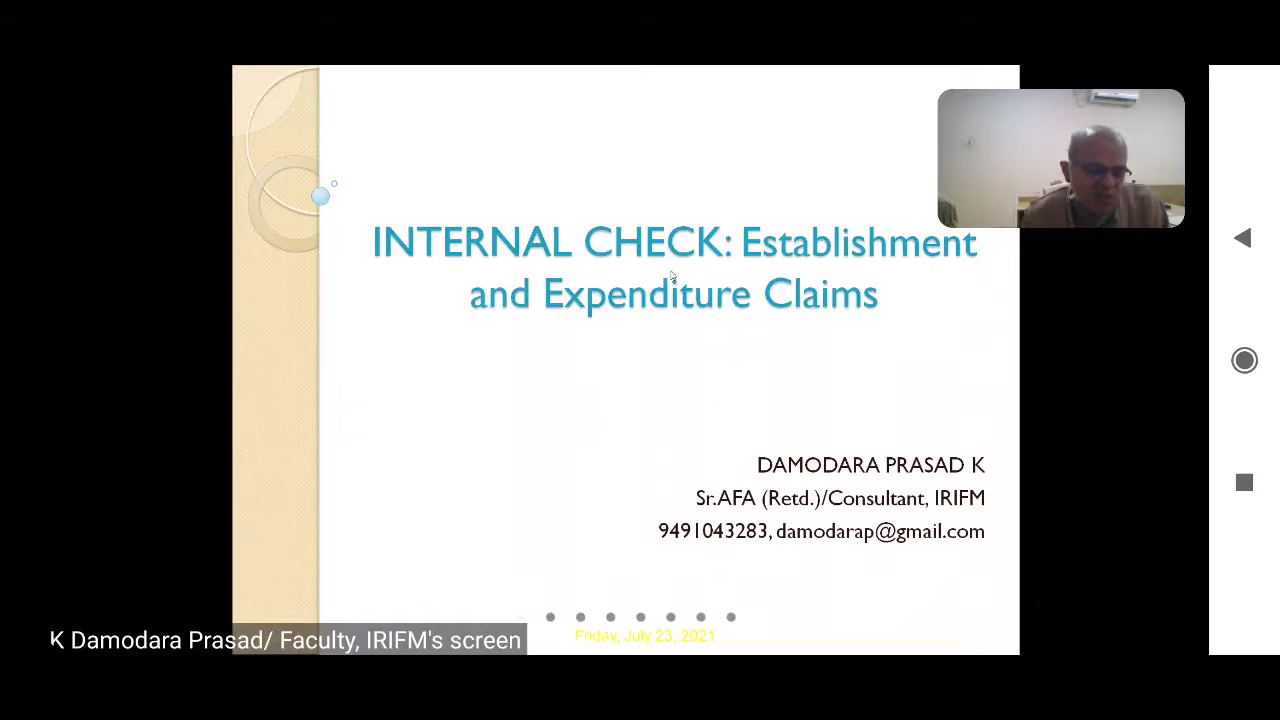 INTERNAL CHECK: Establishment
and Expenditure Claims
DAMODARA PRASAD K
Sr.AFA (Retd.)/Consultant, IRIFM
9491043283, damodarap@gmail.com
Friday, July 23, 2021
K Damodara Prasad/ Faculty, IRIFM's screen